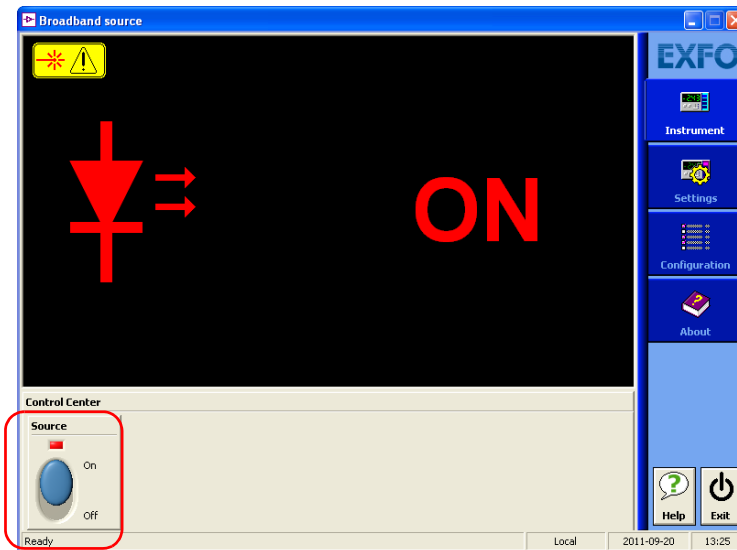 Broadband source
EXFO
ON
Instrument
Settings
Configuration
About
Control Center
Source
On
Off
Help
Exit
Ready
Local
2011-09-20
13:25